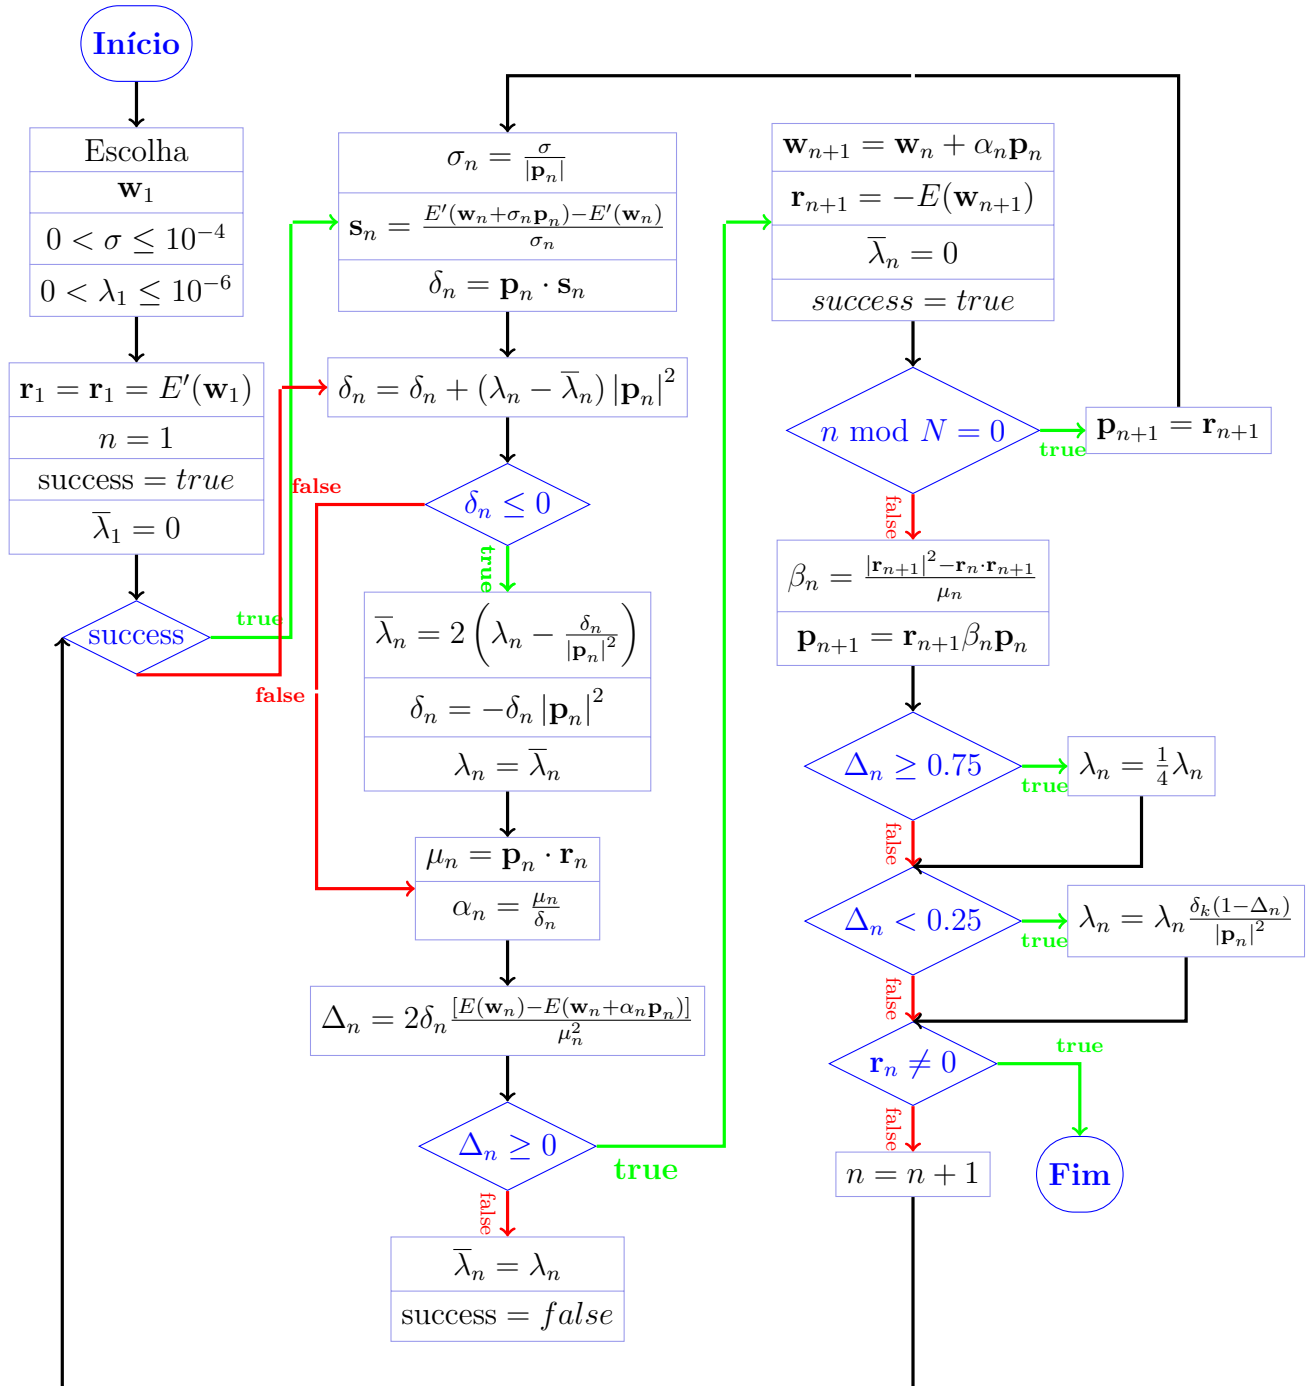 Início
Escolha
w₁
0 < σ ≤ 10⁻⁴
0 < λ₁ ≤ 10⁻⁶
r₁ = r₁ = E′(w₁)
n = 1
success = true
λ̅₁ = 0
success
true
false
σₙ = σ / |pₙ|
sₙ = (E′(wₙ+σₙpₙ)−E′(wₙ)) / σₙ
δₙ = pₙ · sₙ
δₙ = δₙ + (λₙ − λ̅ₙ) |pₙ|²
δₙ ≤ 0
false
true
λ̅ₙ = 2 (λₙ − δₙ / |pₙ|²)
δₙ = −δₙ |pₙ|²
λₙ = λ̅ₙ
μₙ = pₙ · rₙ
αₙ = μₙ / δₙ
Δₙ = 2δₙ [E(wₙ)−E(wₙ+αₙpₙ)] / μₙ²
Δₙ ≥ 0
true
false
λ̅ₙ = λₙ
success = false
wₙ₊₁ = wₙ + αₙpₙ
rₙ₊₁ = −E(wₙ₊₁)
λ̅ₙ = 0
success = true
n mod N = 0
true
pₙ₊₁ = rₙ₊₁
false
βₙ = (|rₙ₊₁|²−rₙ·rₙ₊₁) / μₙ
pₙ₊₁ = rₙ₊₁βₙpₙ
Δₙ ≥ 0.75
true
λₙ = ¼λₙ
false
Δₙ < 0.25
true
λₙ = λₙ δₖ(1−Δₙ) / |pₙ|²
false
rₙ ≠ 0
true
false
n = n + 1
Fim